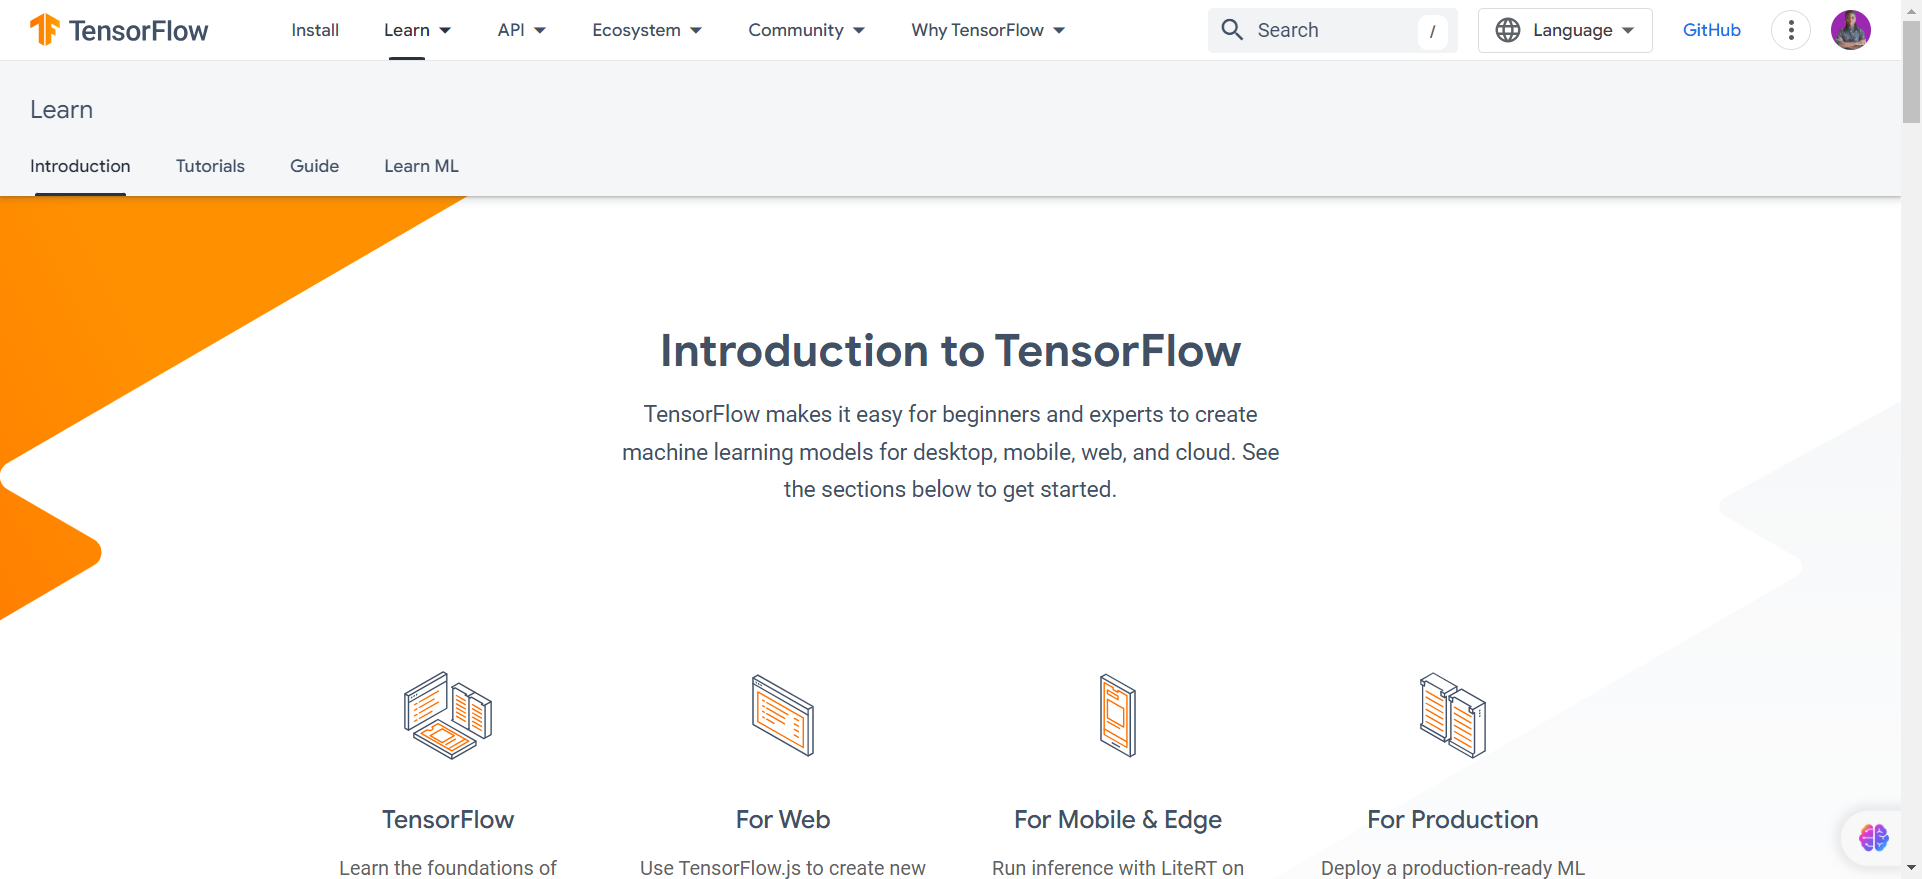 TensorFlow Install Learn API Ecosystem Community Why TensorFlow Search / Language GitHub
Learn
Introduction Tutorials Guide Learn ML
Introduction to TensorFlow
TensorFlow makes it easy for beginners and experts to create
machine learning models for desktop, mobile, web, and cloud. See
the sections below to get started.
TensorFlow For Web For Mobile & Edge For Production
Learn the foundations of Use TensorFlow.js to create new Run inference with LiteRT on Deploy a production-ready ML